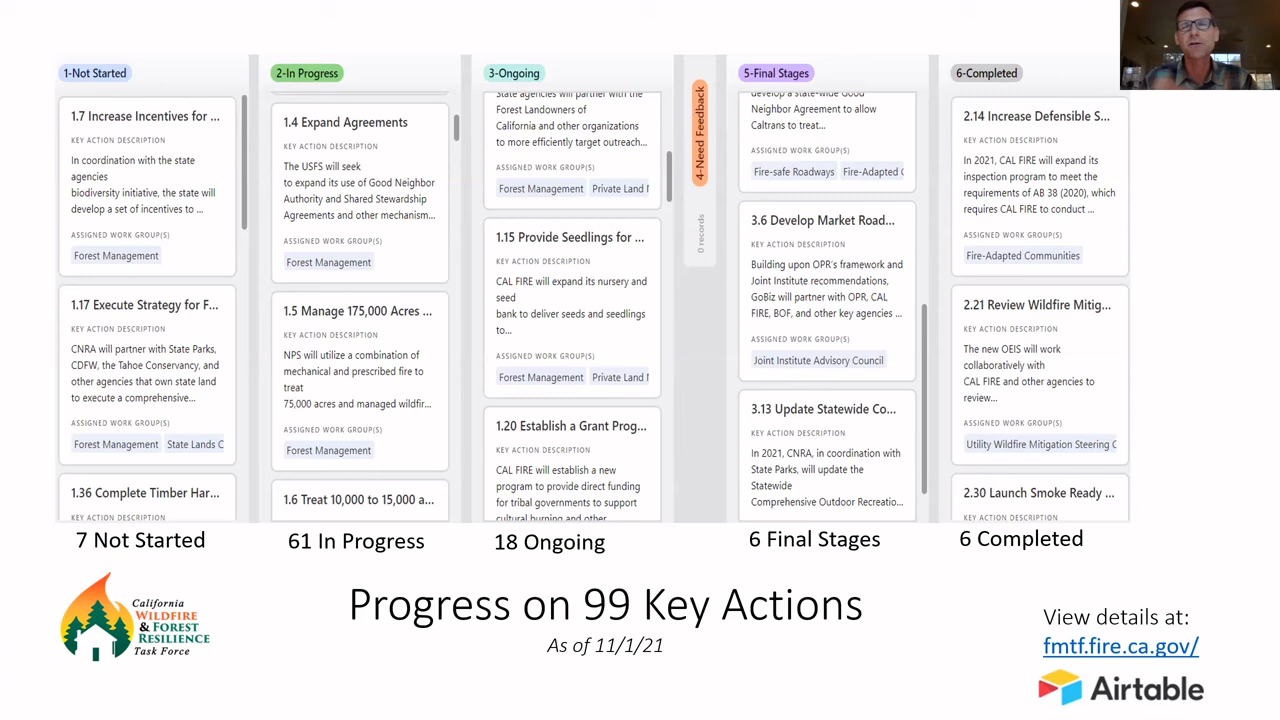 1-Not Started
1.7 Increase Incentives for ...
KEY ACTION DESCRIPTION
In coordination with the state
agencies
biodiversity initiative, the state will
develop a set of incentives to ...
ASSIGNED WORK GROUP(S)
Forest Management
1.17 Execute Strategy for F...
KEY ACTION DESCRIPTION
CNRA will partner with State Parks,
CDFW, the Tahoe Conservancy, and
other agencies that own state land
to execute a comprehensive...
ASSIGNED WORK GROUP(S)
Forest Management State Lands C
1.36 Complete Timber Har...
KEY ACTION DESCRIPTION
7 Not Started
2-In Progress
1.4 Expand Agreements
KEY ACTION DESCRIPTION
The USFS will seek
to expand its use of Good Neighbor
Authority and Shared Stewardship
Agreements and other mechanism...
ASSIGNED WORK GROUP(S)
Forest Management
1.5 Manage 175,000 Acres ...
KEY ACTION DESCRIPTION
NPS will utilize a combination of
mechanical and prescribed fire to
treat
75,000 acres and managed wildfir...
ASSIGNED WORK GROUP(S)
Forest Management
1.6 Treat 10,000 to 15,000 a...
61 In Progress
3-Ongoing
State agencies will partner with the
Forest Landowners of
California and other organizations
to more efficiently target outreach...
ASSIGNED WORK GROUP(S)
Forest Management Private Land
1.15 Provide Seedlings for ...
KEY ACTION DESCRIPTION
CAL FIRE will expand its nursery and
seed
bank to deliver seeds and seedlings
to...
ASSIGNED WORK GROUP(S)
Forest Management Private Land
1.20 Establish a Grant Prog...
KEY ACTION DESCRIPTION
CAL FIRE will establish a new
program to provide direct funding
for tribal governments to support
cultural burning and other
18 Ongoing
4-Need Feedback
0 records
5-Final Stages
develop a state-wide Good
Neighbor Agreement to allow
Caltrans to treat...
ASSIGNED WORK GROUP(S)
Fire-safe Roadways Fire-Adapted C
3.6 Develop Market Road...
KEY ACTION DESCRIPTION
Building upon OPR's framework and
Joint Institute recommendations,
GoBiz will partner with OPR, CAL
FIRE, BOF, and other key agencies ...
ASSIGNED WORK GROUP(S)
Joint Institute Advisory Council
3.13 Update Statewide Co...
KEY ACTION DESCRIPTION
In 2021, CNRA, in coordination with
State Parks, will update the
Statewide
Comprehensive Outdoor Recreatio...
6 Final Stages
6-Completed
2.14 Increase Defensible S...
KEY ACTION DESCRIPTION
In 2021, CAL FIRE will expand its
inspection program to meet the
requirements of AB 38 (2020), which
requires CAL FIRE to conduct ...
ASSIGNED WORK GROUP(S)
Fire-Adapted Communities
2.21 Review Wildfire Mitig...
KEY ACTION DESCRIPTION
The new OEIS will work
collaboratively with
CAL FIRE and other agencies to
review...
ASSIGNED WORK GROUP(S)
Utility Wildfire Mitigation Steering C
2.30 Launch Smoke Ready ...
KEY ACTION DESCRIPTION
6 Completed
California
WILDFIRE
& FOREST
RESILIENCE
Task Force
Progress on 99 Key Actions
As of 11/1/21
View details at:
fmtf.fire.ca.gov/
Airtable